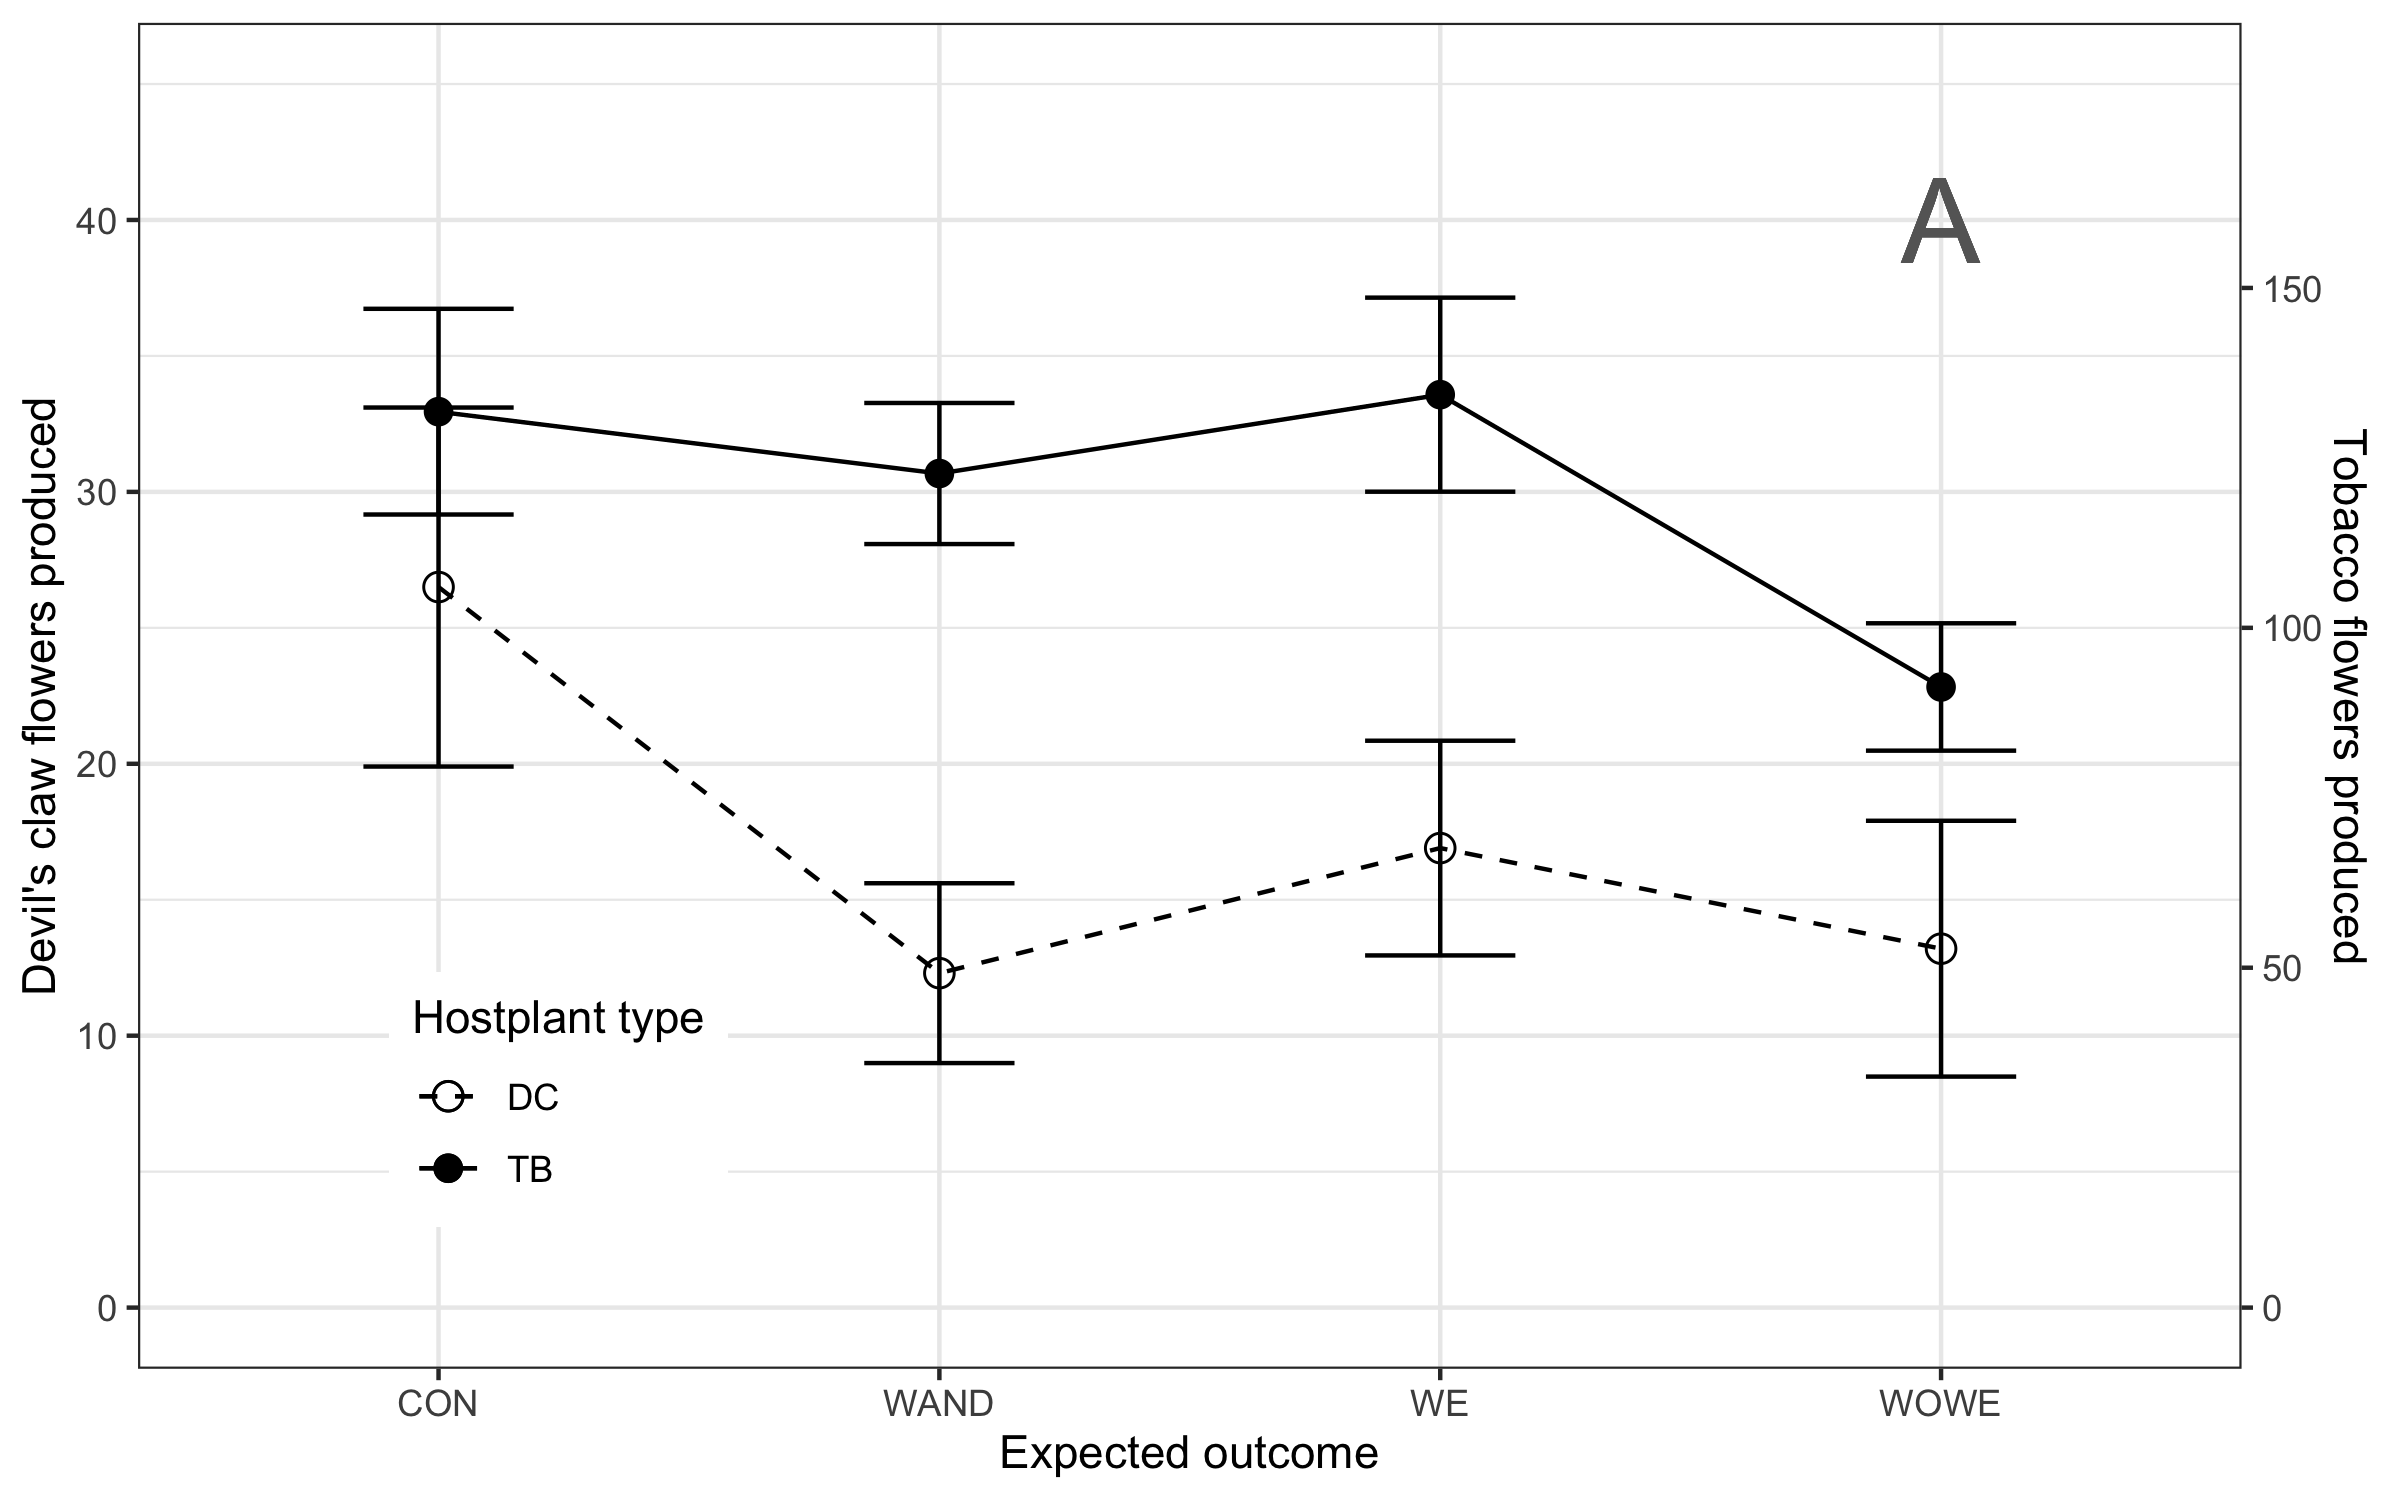 A
40
30
20
10
0
150
100
50
0
Devil's claw flowers produced
Tobacco flowers produced
Hostplant type
DC
TB
CON
WAND
WE
WOWE
Expected outcome